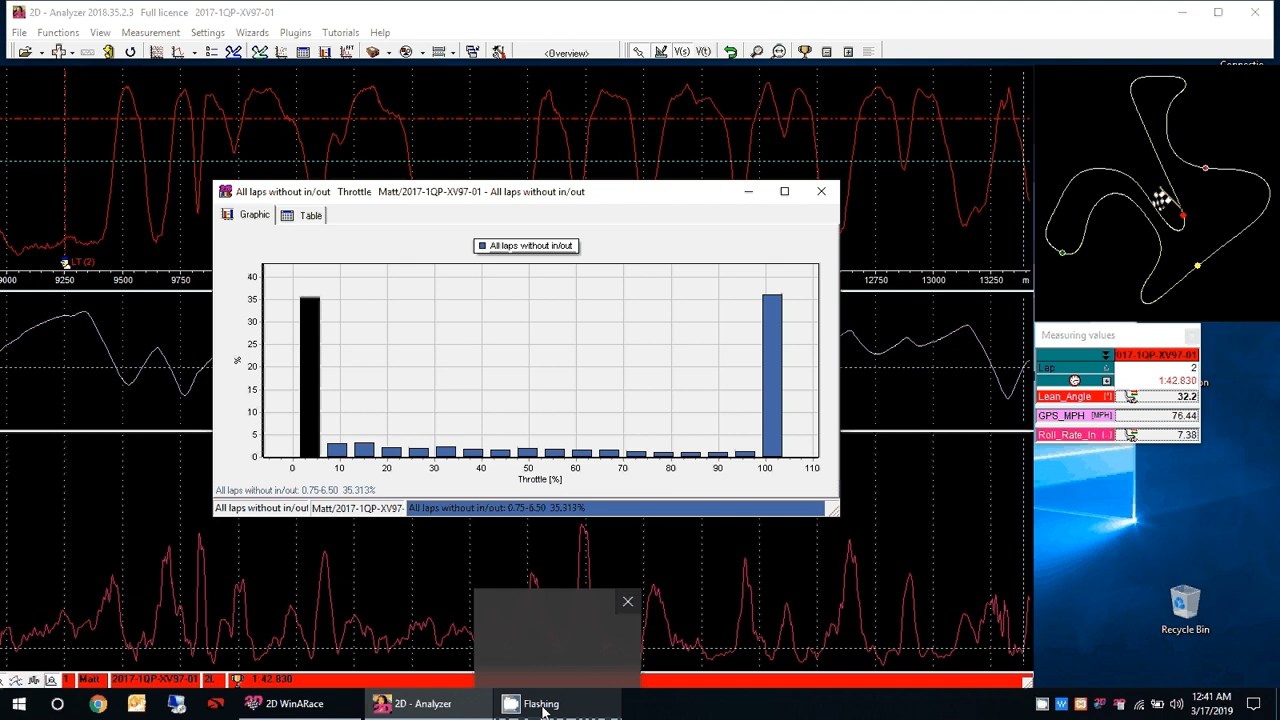 2D - Analyzer 2018.35.2.3 Full licence 2017-1QP-XV97-01
File Functions View Measurement Settings Wizards Plugins Tutorials Help
<Overview> V(s) V(t)
LT (2)
9000 9250 9500 9750 12750 13000 13250 m
All laps without in/out Throttle Matt/2017-1QP-XV97-01 - All laps without in/out
Graphic Table
All laps without in/out
40
35
30
25
20
15
10
5
0
%
0 10 20 30 40 50 60 70 80 90 100 110
Throttle [%]
All laps without in/out: 0.75-6.50 35.313%
All laps without in/out Matt/2017-1QP-XV97- All laps without in/out: 0.75-6.50 35.313%
Measuring values
017-1QP-XV97-01
Lap 2
1:42.830
Lean_Angle [°] 32.2
GPS_MPH [MPH] 76.44
Roll_Rate_In [..] 7.38
Recycle Bin
1 Matt 2017-1QP-XV97-01 2L 1:42.830
2D WinARace 2D - Analyzer Flashing
12:41 AM
3/17/2019